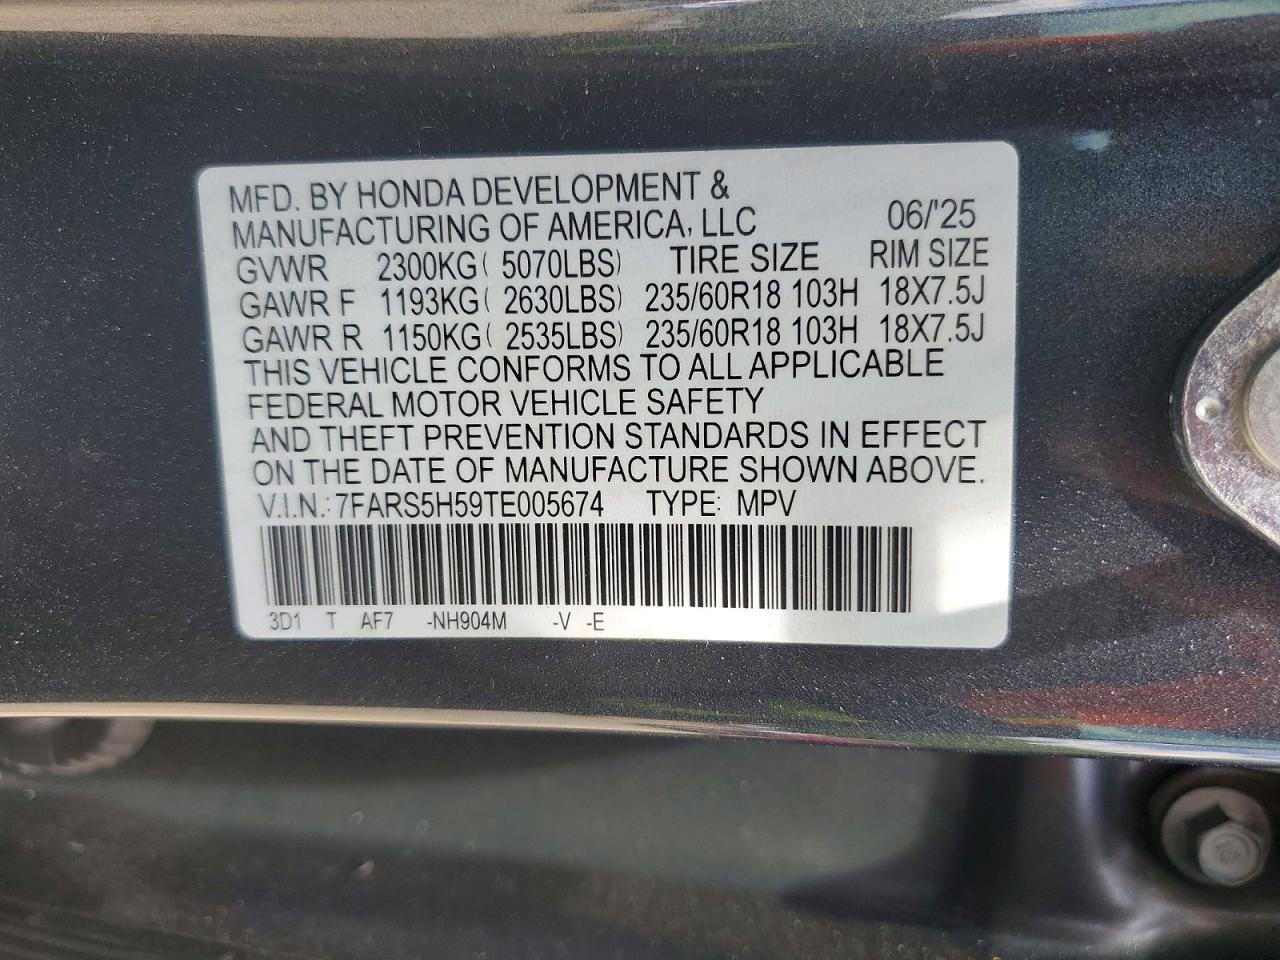 MFD. BY HONDA DEVELOPMENT &
MANUFACTURING OF AMERICA, LLC 06/'25
GVWR 2300KG( 5070LBS) TIRE SIZE RIM SIZE
GAWR F 1193KG( 2630LBS) 235/60R18 103H 18X7.5J
GAWR R 1150KG( 2535LBS) 235/60R18 103H 18X7.5J
THIS VEHICLE CONFORMS TO ALL APPLICABLE
FEDERAL MOTOR VEHICLE SAFETY
AND THEFT PREVENTION STANDARDS IN EFFECT
ON THE DATE OF MANUFACTURE SHOWN ABOVE.
V.I.N.: 7FARS5H59TE005674 TYPE: MPV
3D1 T AF7 -NH904M -V -E